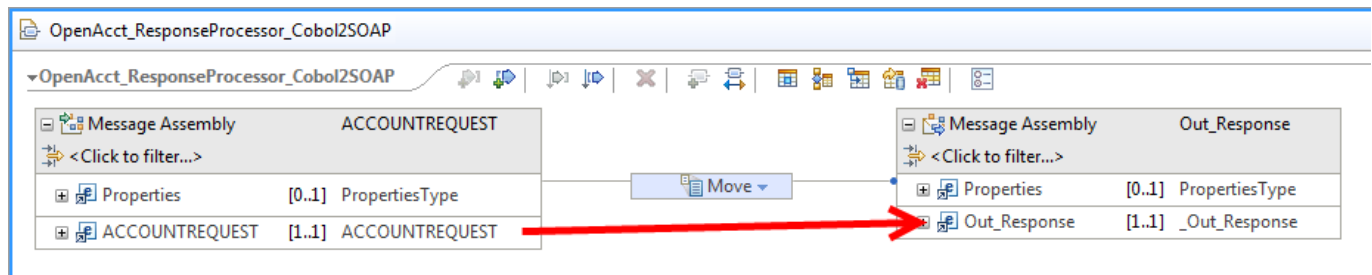 OpenAcct_ResponseProcessor_Cobol2SOAP
OpenAcct_ResponseProcessor_Cobol2SOAP
Message Assembly ACCOUNTREQUEST
<Click to filter...>
Properties [0..1] PropertiesType
ACCOUNTREQUEST [1..1] ACCOUNTREQUEST
Move
Message Assembly Out_Response
<Click to filter...>
Properties [0..1] PropertiesType
Out_Response [1..1] _Out_Response